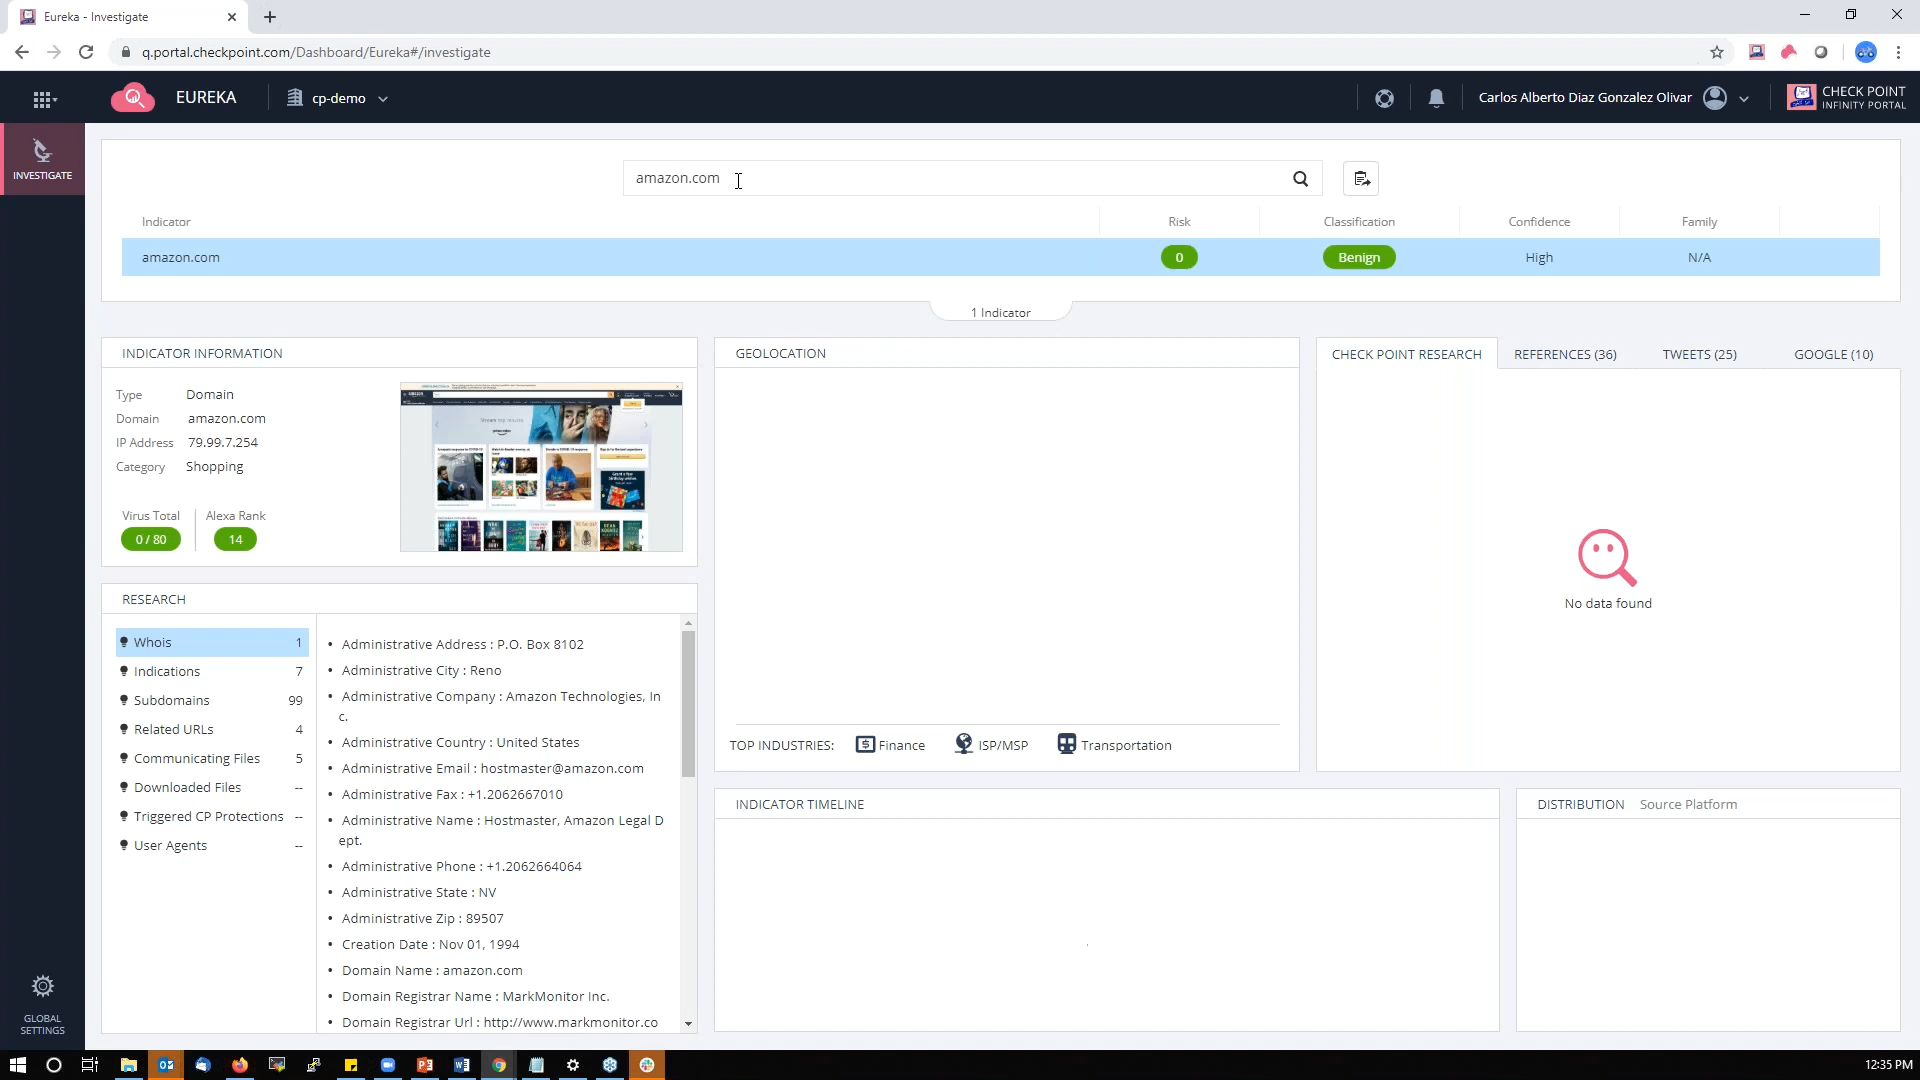 Eureka - Investigate
q.portal.checkpoint.com/Dashboard/Eureka#/investigate
EUREKA
cp-demo
Carlos Alberto Diaz Gonzalez Olivar
CHECK POINT
INFINITY PORTAL
INVESTIGATE
amazon.com
Indicator Risk Classification Confidence Family
amazon.com 0 Benign High N/A
1 Indicator
INDICATOR INFORMATION
Type Domain
Domain amazon.com
IP Address 79.99.7.254
Category Shopping
Virus Total Alexa Rank
0 / 80 14
GEOLOCATION
TOP INDUSTRIES: Finance ISP/MSP Transportation
CHECK POINT RESEARCH REFERENCES (36) TWEETS (25) GOOGLE (10)
No data found
RESEARCH
Whois 1
Indications 7
Subdomains 99
Related URLs 4
Communicating Files 5
Downloaded Files --
Triggered CP Protections --
User Agents --
• Administrative Address : P.O. Box 8102
• Administrative City : Reno
• Administrative Company : Amazon Technologies, In
c.
• Administrative Country : United States
• Administrative Email : hostmaster@amazon.com
• Administrative Fax : +1.2062667010
• Administrative Name : Hostmaster, Amazon Legal D
ept.
• Administrative Phone : +1.2062664064
• Administrative State : NV
• Administrative Zip : 89507
• Creation Date : Nov 01, 1994
• Domain Name : amazon.com
• Domain Registrar Name : MarkMonitor Inc.
• Domain Registrar Url : http://www.markmonitor.co
INDICATOR TIMELINE
DISTRIBUTION Source Platform
GLOBAL
SETTINGS
12:35 PM